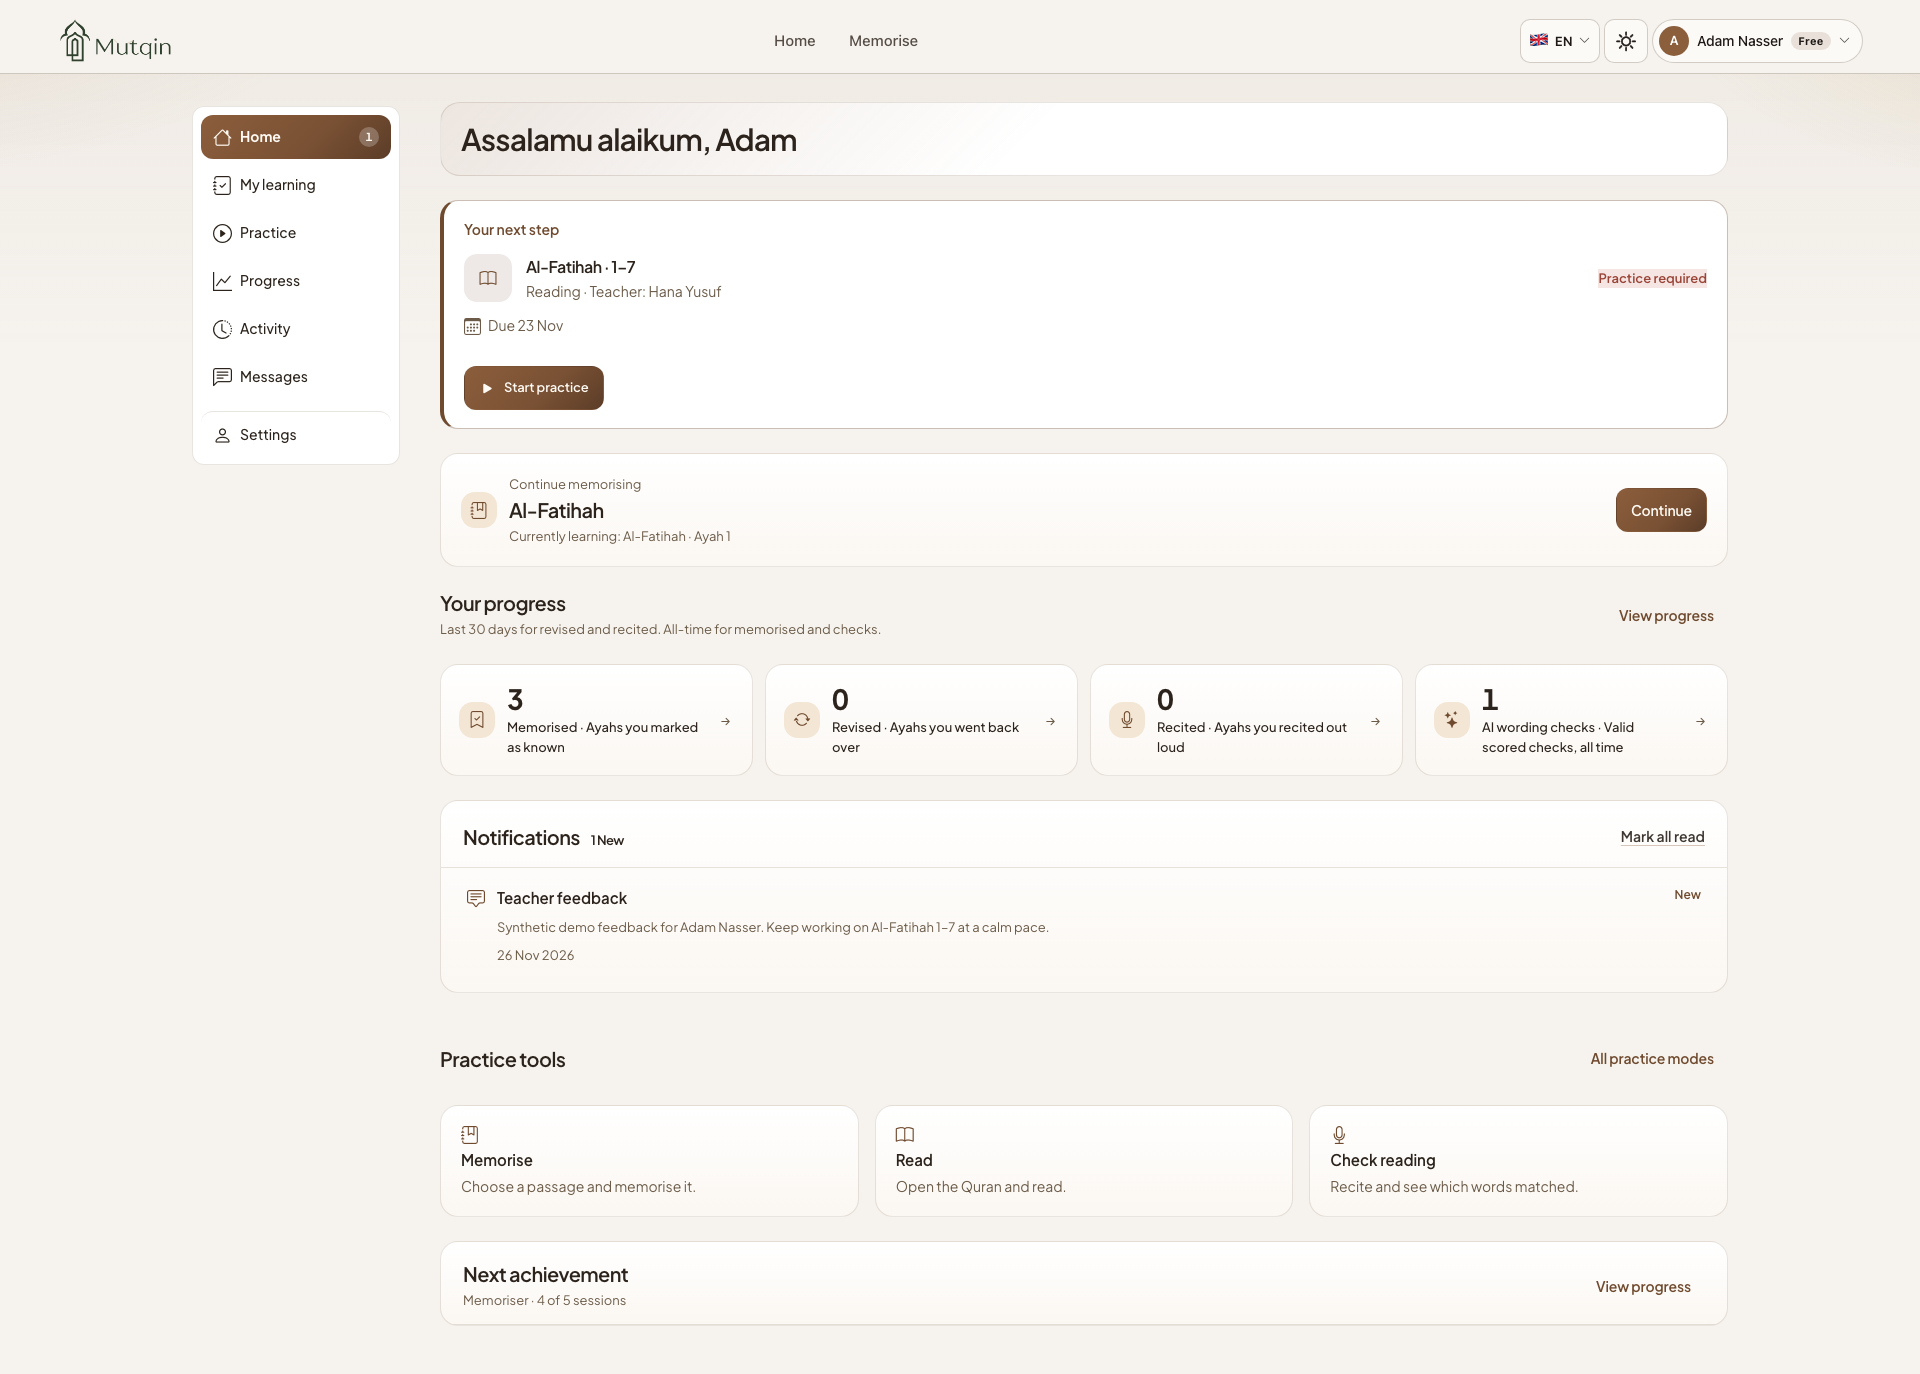 Mutqin
Home
Memorise
EN
A
Adam Nasser
Free
Home
1
My learning
Practice
Progress
Activity
Messages
Settings
Assalamu alaikum, Adam
Your next step
Al-Fatihah · 1–7
Reading · Teacher: Hana Yusuf
Practice required
Due 23 Nov
Start practice
Continue memorising
Al-Fatihah
Currently learning: Al-Fatihah · Ayah 1
Continue
Your progress
Last 30 days for revised and recited. All-time for memorised and checks.
View progress
3
Memorised · Ayahs you marked
as known
0
Revised · Ayahs you went back
over
0
Recited · Ayahs you recited out
loud
1
AI wording checks · Valid
scored checks, all time
Notifications
1 New
Mark all read
Teacher feedback
New
Synthetic demo feedback for Adam Nasser. Keep working on Al-Fatihah 1–7 at a calm pace.
26 Nov 2026
Practice tools
All practice modes
Memorise
Choose a passage and memorise it.
Read
Open the Quran and read.
Check reading
Recite and see which words matched.
Next achievement
Memoriser · 4 of 5 sessions
View progress